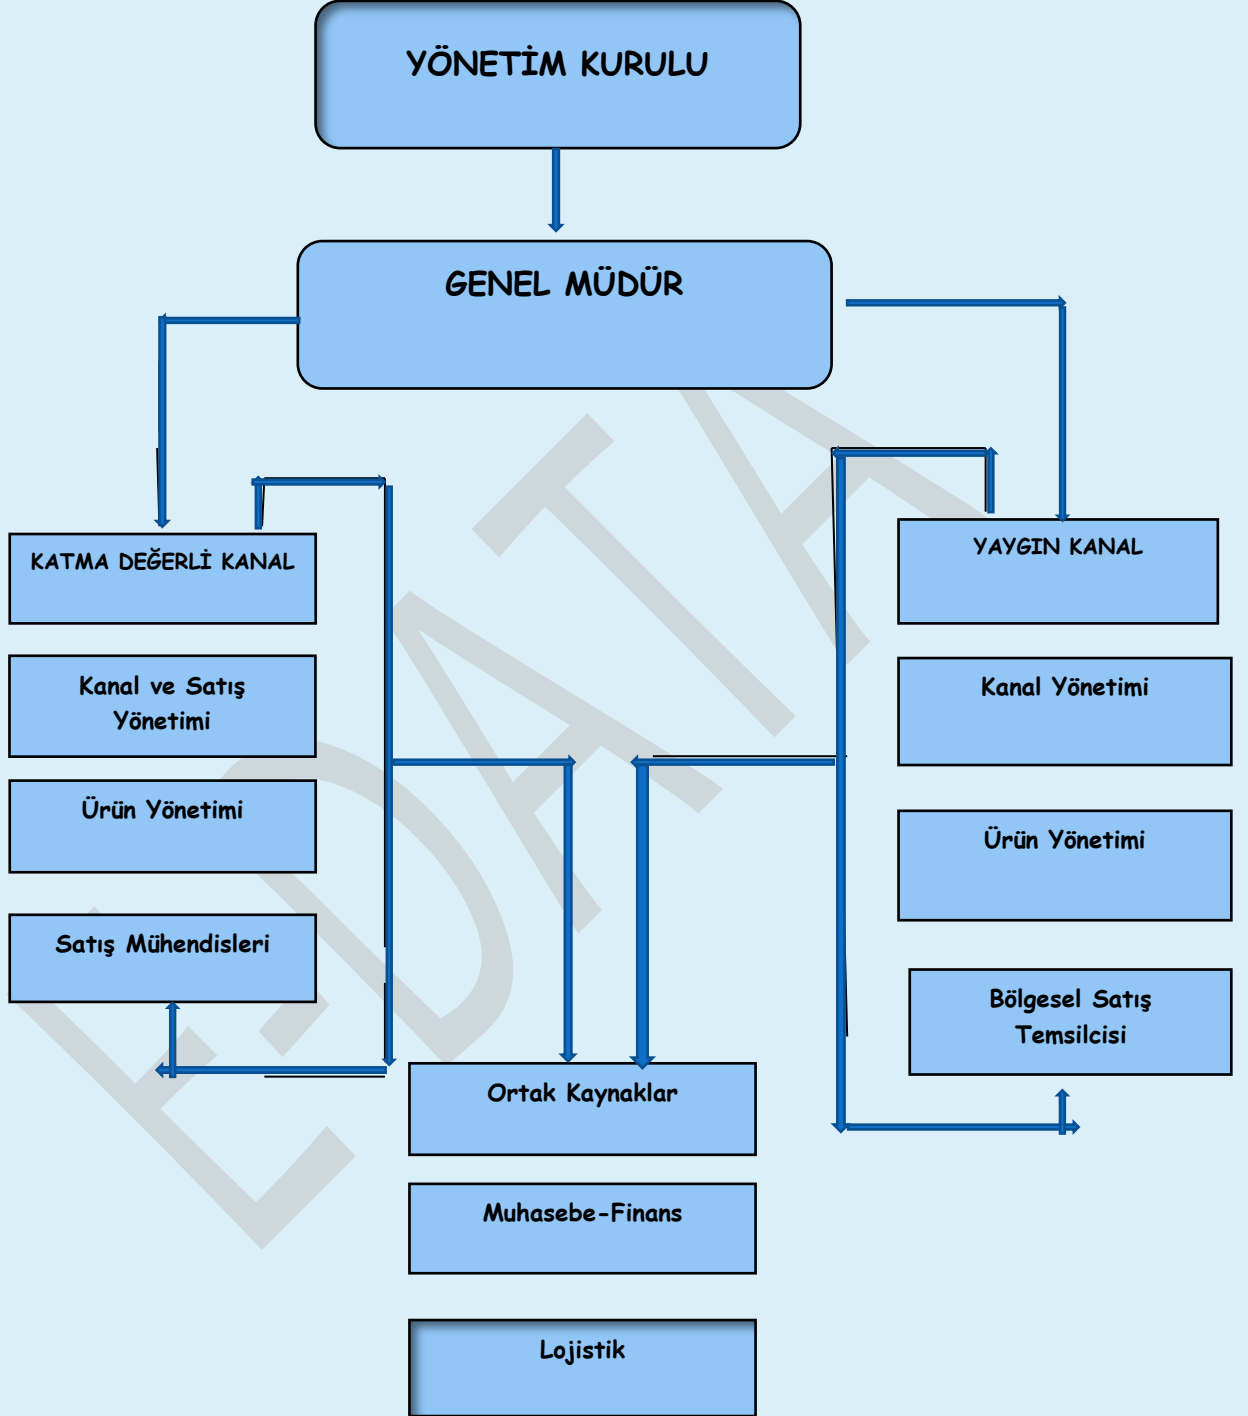 YÖNETİM KURULU
GENEL MÜDÜR
KATMA DEĞERLİ KANAL
Kanal ve Satış
Yönetimi
Ürün Yönetimi
Satış Mühendisleri
YAYGIN KANAL
Kanal Yönetimi
Ürün Yönetimi
Bölgesel Satış
Temsilcisi
Ortak Kaynaklar
Muhasebe-Finans
Lojistik
E-DATA